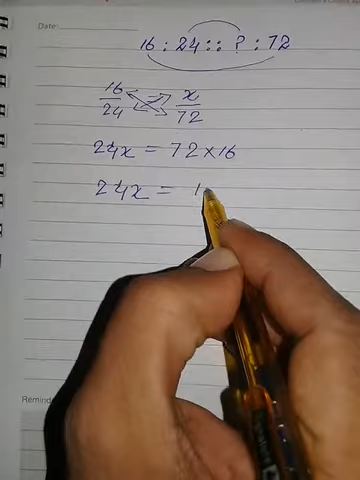 Date:
16 : 24 :: ? : 72
16/24 x/72
24x = 72×16
24x = 1
Remind